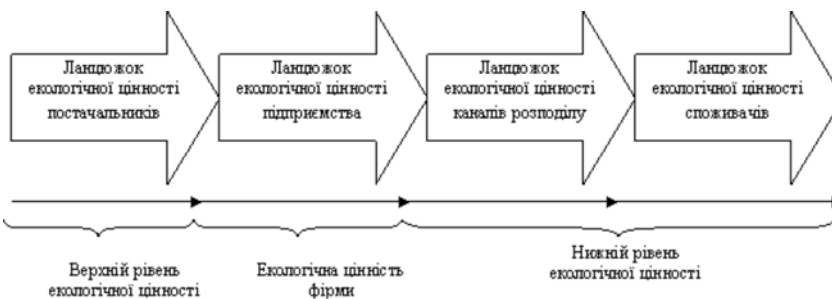 Ланцюжок
екологічної цінності
постачальників
Ланцюжок
екологічної цінності
підприємства
Ланцюжок
екологічної цінності
каналів розподілу
Ланцюжок
екологічної цінності
споживачів
Верхній рівень
екологічної цінності
Екологічна цінність
фірми
Нижній рівень
екологічної цінності